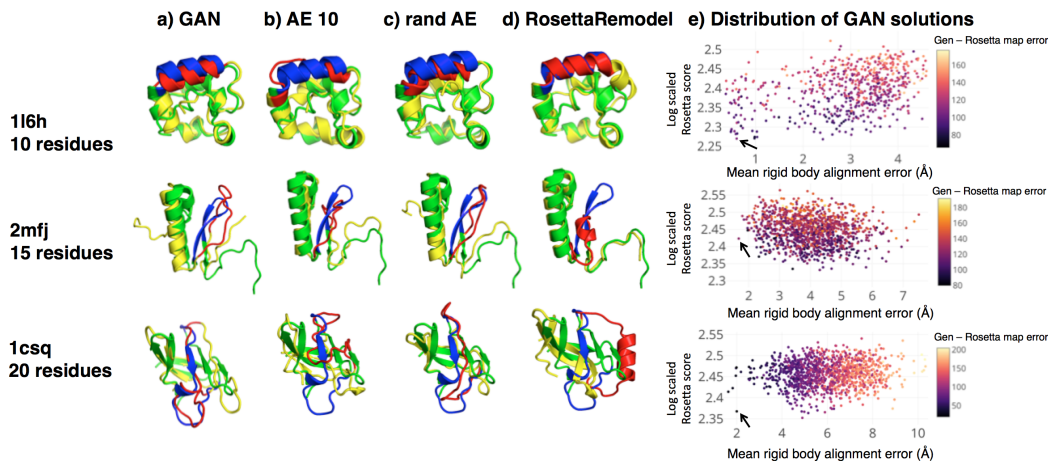 a) GAN
b) AE 10
c) rand AE
d) RosettaRemodel
e) Distribution of GAN solutions
1l6h
10 residues
Gen – Rosetta map error
2.5
2.45
2.4
2.35
2.3
2.25
Log scaled
Rosetta score
160
140
120
100
80
1
2
3
4
Mean rigid body alignment error (Å)
2mfj
15 residues
Gen – Rosetta map error
2.55
2.5
2.45
2.4
2.35
2.3
Log scaled
Rosetta score
180
160
140
120
100
80
2
3
4
5
6
7
Mean rigid body alignment error (Å)
1csq
20 residues
Gen – Rosetta map error
2.55
2.5
2.45
2.4
2.35
Log scaled
Rosetta score
200
150
100
50
2
4
6
8
10
Mean rigid body alignment error (Å)